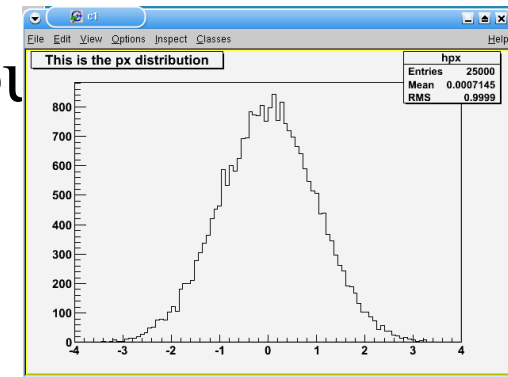 c1
File Edit View Options Inspect Classes Help
This is the px distribution
hpx
Entries 25000
Mean 0.0007145
RMS 0.9999
800
700
600
500
400
300
200
100
0
-4 -3 -2 -1 0 1 2 3 4